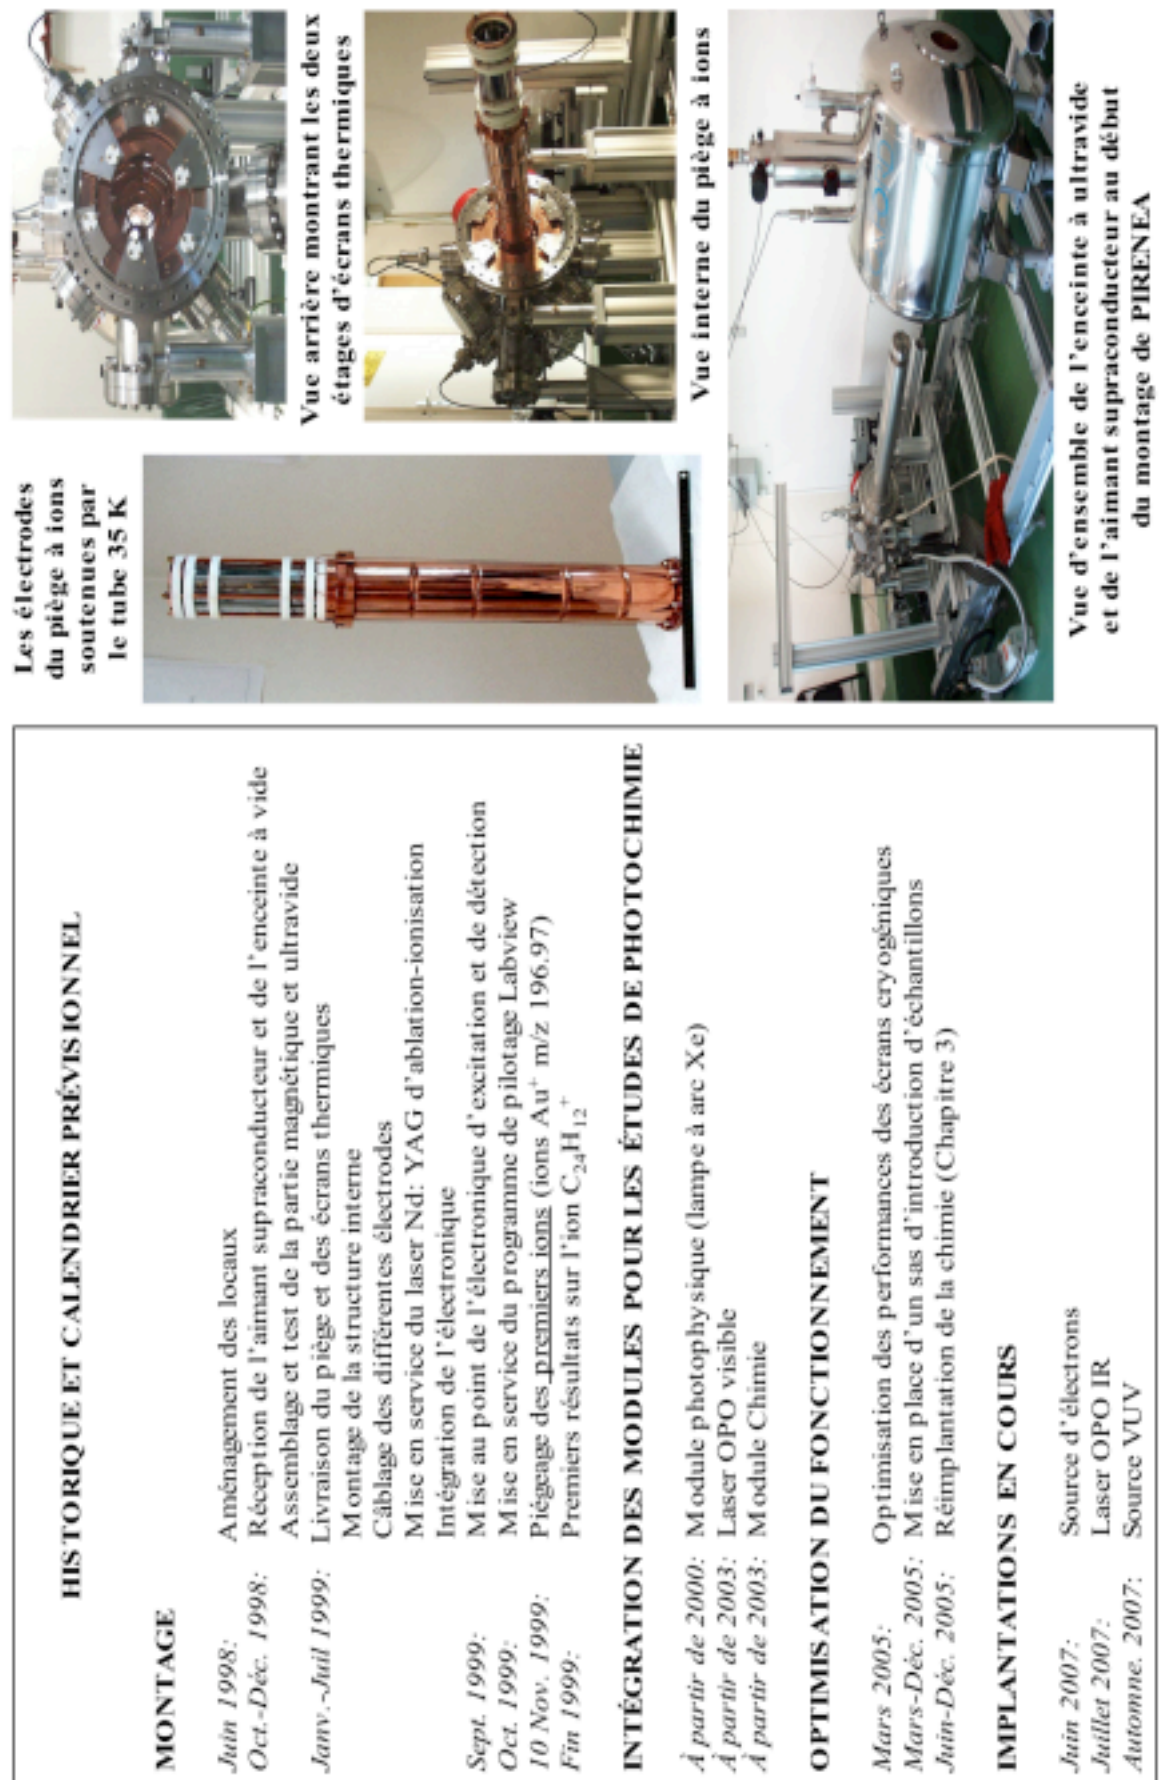 HISTORIQUE ET CALENDRIER PRÉVISIONNEL
MONTAGE
Juin 1998: Aménagement des locaux
Oct.-Déc. 1998: Réception de l'aimant supraconducteur et de l'enceinte à vide
Assemblage et test de la partie magnétique et ultravide
Janv.-Juil 1999: Livraison du piège et des écrans thermiques
Montage de la structure interne
Câblage des différentes électrodes
Mise en service du laser Nd: YAG d'ablation-ionisation
Intégration de l'électronique
Sept. 1999: Mise au point de l'électronique d'excitation et de détection
Oct. 1999: Mise en service du programme de pilotage Labview
10 Nov. 1999: Piégeage des premiers ions (ions Au⁺ m/z 196.97)
Fin 1999: Premiers résultats sur l'ion C₂₄H₁₂⁺
INTÉGRATION DES MODULES POUR LES ÉTUDES DE PHOTOCHIMIE
À partir de 2000: Module photophysique (lampe à arc Xe)
À partir de 2003: Laser OPO visible
À partir de 2003: Module Chimie
OPTIMISATION DU FONCTIONNEMENT
Mars 2005: Optimisation des performances des écrans cryogéniques
Mars-Déc. 2005: Mise en place d'un sas d'introduction d'échantillons
Juin-Déc. 2005: Réimplantation de la chimie (Chapitre 3)
IMPLANTATIONS EN COURS
Juin 2007: Source d'électrons
Juillet 2007: Laser OPO IR
Automne. 2007: Source VUV
Les électrodes
du piège à ions
soutenues par
le tube 35 K
Vue arrière montrant les deux
étages d'écrans thermiques
Vue interne du piège à ions
Vue d'ensemble de l'enceinte à ultravide
et de l'aimant supraconducteur au début
du montage de PIRENEA